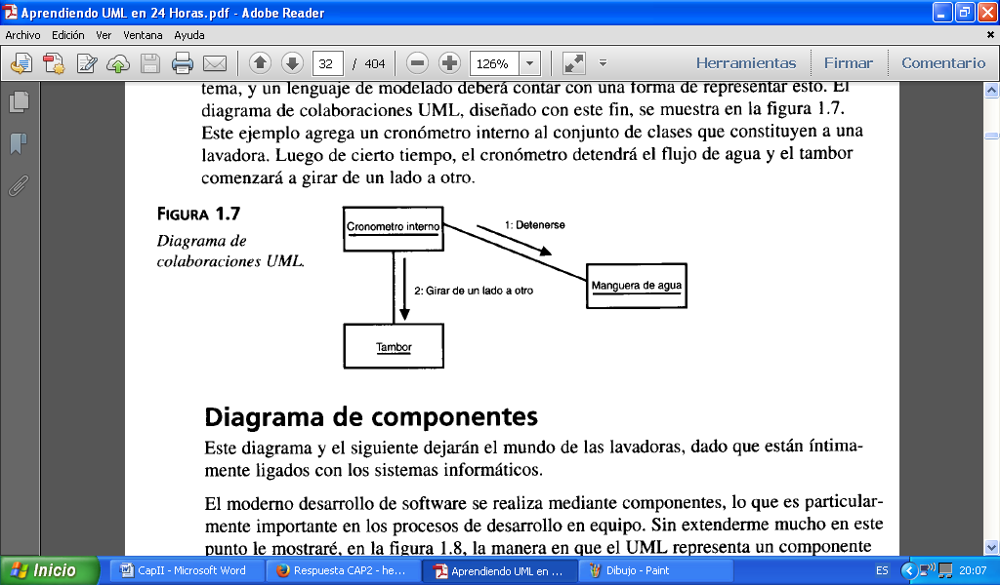 Aprendiendo UML en 24 Horas.pdf - Adobe Reader
Archivo Edición Ver Ventana Ayuda
32 / 404 126% Herramientas Firmar Comentario
tema, y un lenguaje de modelado deberá contar con una forma de representar esto. El
diagrama de colaboraciones UML, diseñado con este fin, se muestra en la figura 1.7.
Este ejemplo agrega un cronómetro interno al conjunto de clases que constituyen a una
lavadora. Luego de cierto tiempo, el cronómetro detendrá el flujo de agua y el tambor
comenzará a girar de un lado a otro.
FIGURA 1.7
Diagrama de
colaboraciones UML.
Cronometro interno
1: Detenerse
Manguera de agua
2: Girar de un lado a otro
Tambor
Diagrama de componentes
Este diagrama y el siguiente dejarán el mundo de las lavadoras, dado que están íntima-
mente ligados con los sistemas informáticos.
El moderno desarrollo de software se realiza mediante componentes, lo que es particular-
mente importante en los procesos de desarrollo en equipo. Sin extenderme mucho en este
punto le mostraré, en la figura 1.8, la manera en que el UML representa un componente
Inicio CapII - Microsoft Word Respuesta CAP2 - he... Aprendiendo UML en ... Dibujo - Paint ES 20:07